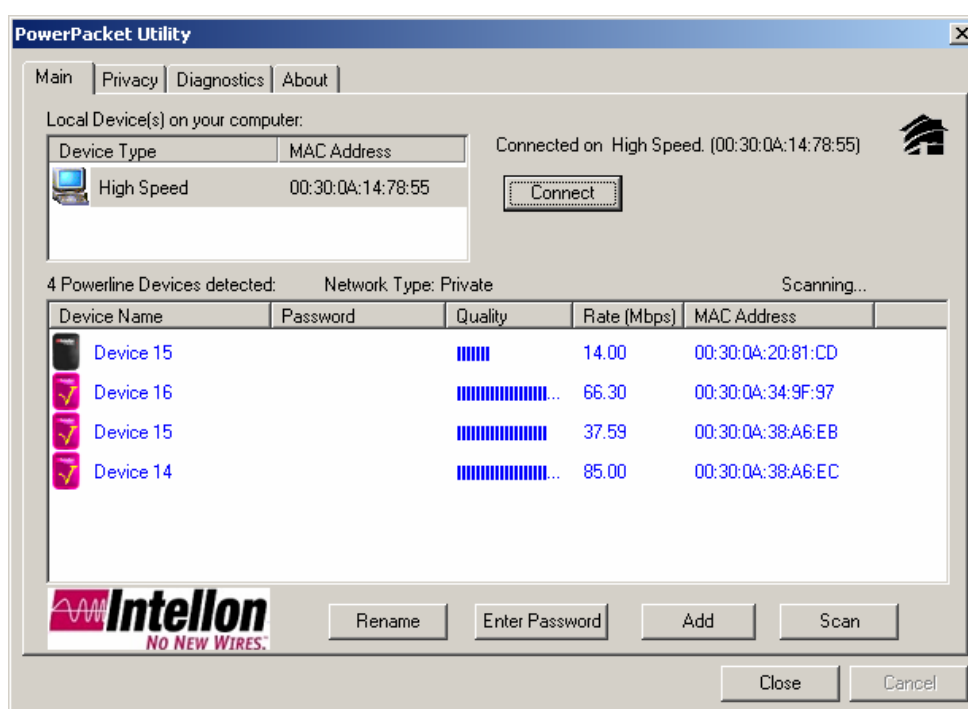 PowerPacket Utility
Main Privacy Diagnostics About
Local Device(s) on your computer:
Device Type MAC Address
High Speed 00:30:0A:14:78:55
Connected on High Speed. (00:30:0A:14:78:55)
Connect
4 Powerline Devices detected: Network Type: Private Scanning...
Device Name Password Quality Rate (Mbps) MAC Address
Device 15 14.00 00:30:0A:20:81:CD
Device 16 ... 66.30 00:30:0A:34:9F:97
Device 15 37.59 00:30:0A:38:A6:EB
Device 14 ... 85.00 00:30:0A:38:A6:EC
Intellon
NO NEW WIRES.
Rename Enter Password Add Scan
Close Cancel